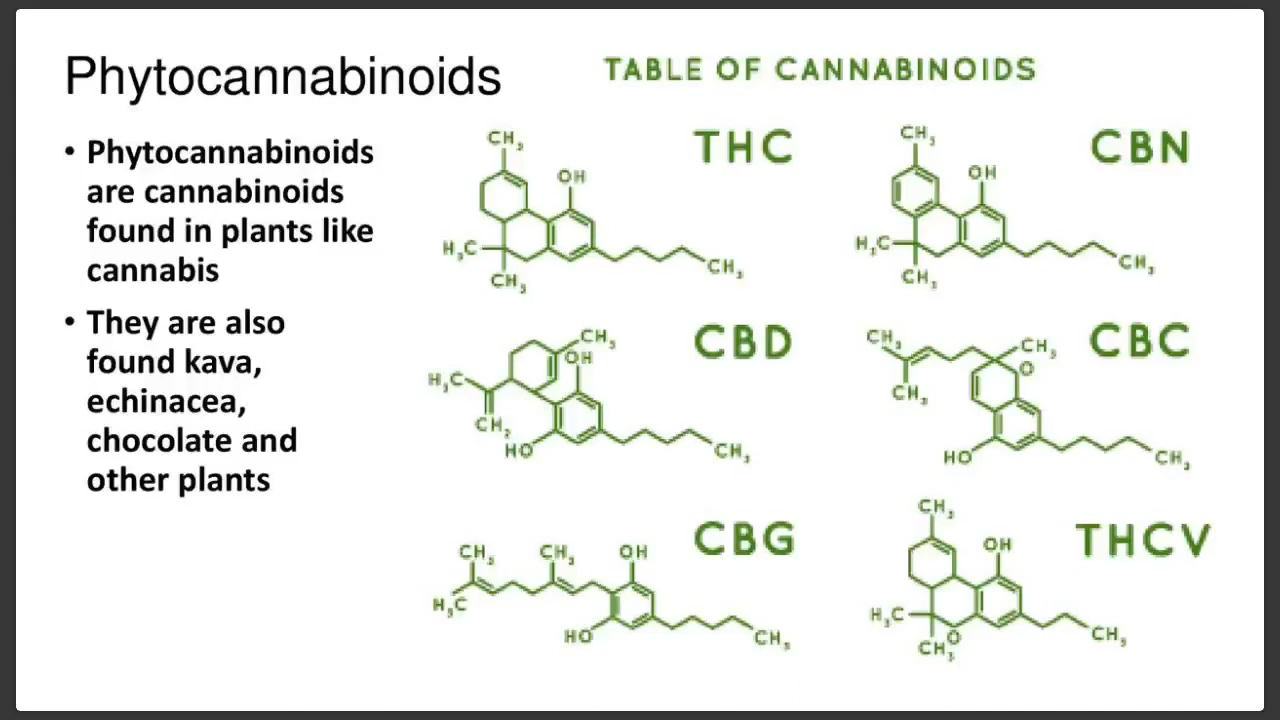 Phytocannabinoids
• Phytocannabinoids
are cannabinoids
found in plants like
cannabis
• They are also
found kava,
echinacea,
chocolate and
other plants
TABLE OF CANNABINOIDS
THC
CH₃
OH
H₃C
CH₃
CH₃
CBN
CH₃
OH
H₃C
CH₃
CH₃
CBD
CH₃
OH
H₃C
CH₂
HO
CH₃
CBC
CH₃
CH₃
O
CH₃
HO
CH₃
CBG
CH₃
CH₃
OH
H₃C
HO
CH₃
THCV
CH₃
OH
H₃C
O
CH₃
CH₃